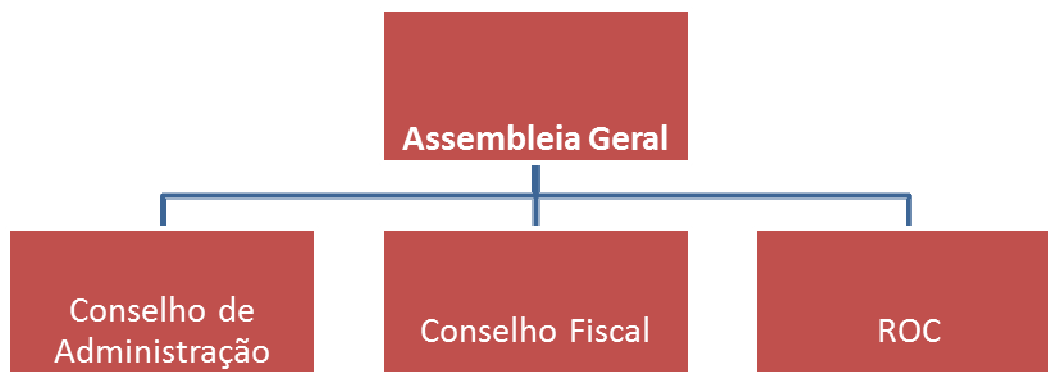 Assembleia Geral
Conselho de
Administração
Conselho Fiscal
ROC